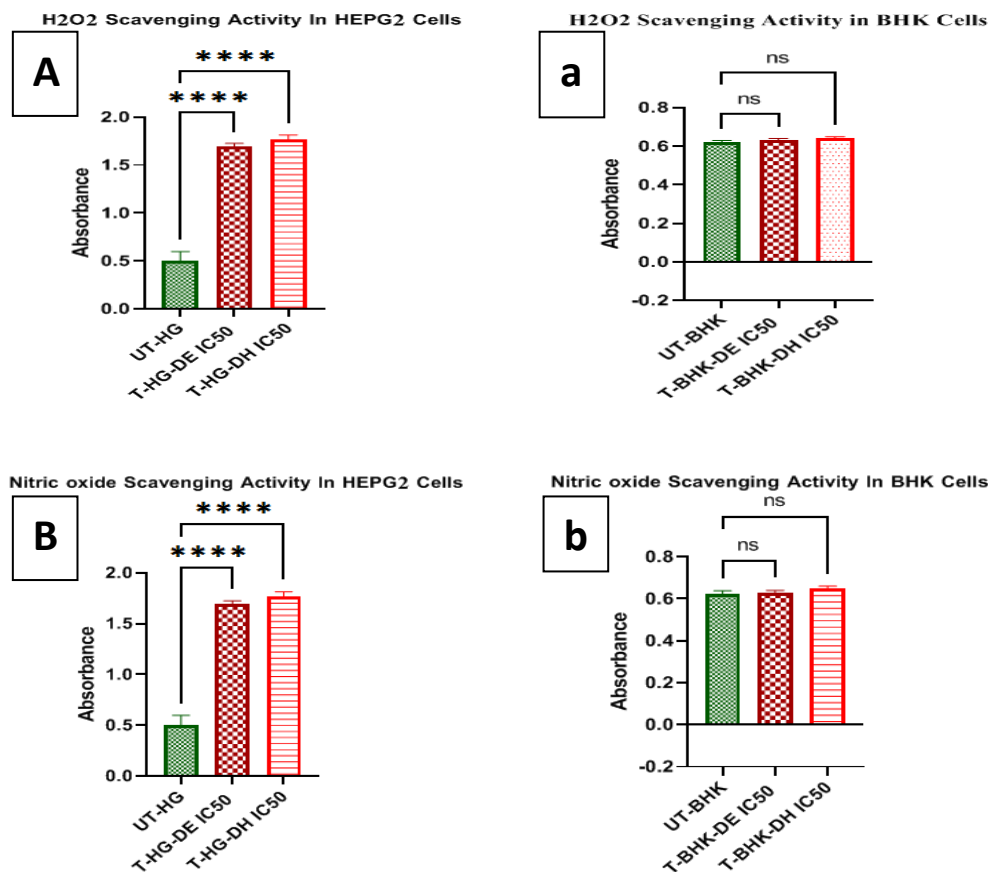 H2O2 Scavenging Activity In HEPG2 Cells
A
****
****
2.0
1.5
1.0
0.5
0.0
Absorbance
UT-HG
T-HG-DE IC50
T-HG-DH IC50
H2O2 Scavenging Activity in BHK Cells
a
ns
ns
0.8
0.6
0.4
0.2
0.0
-0.2
Absorbance
UT-BHK
T-BHK-DE IC50
T-BHK-DH IC50
Nitric oxide Scavenging Activity In HEPG2 Cells
B
****
****
2.0
1.5
1.0
0.5
0.0
Absorbance
UT-HG
T-HG-DE IC50
T-HG-DH IC50
Nitric oxide Scavenging Activity In BHK Cells
b
ns
ns
0.8
0.6
0.4
0.2
0.0
-0.2
Absorbance
UT-BHK
T-BHK-DE IC50
T-BHK-DH IC50